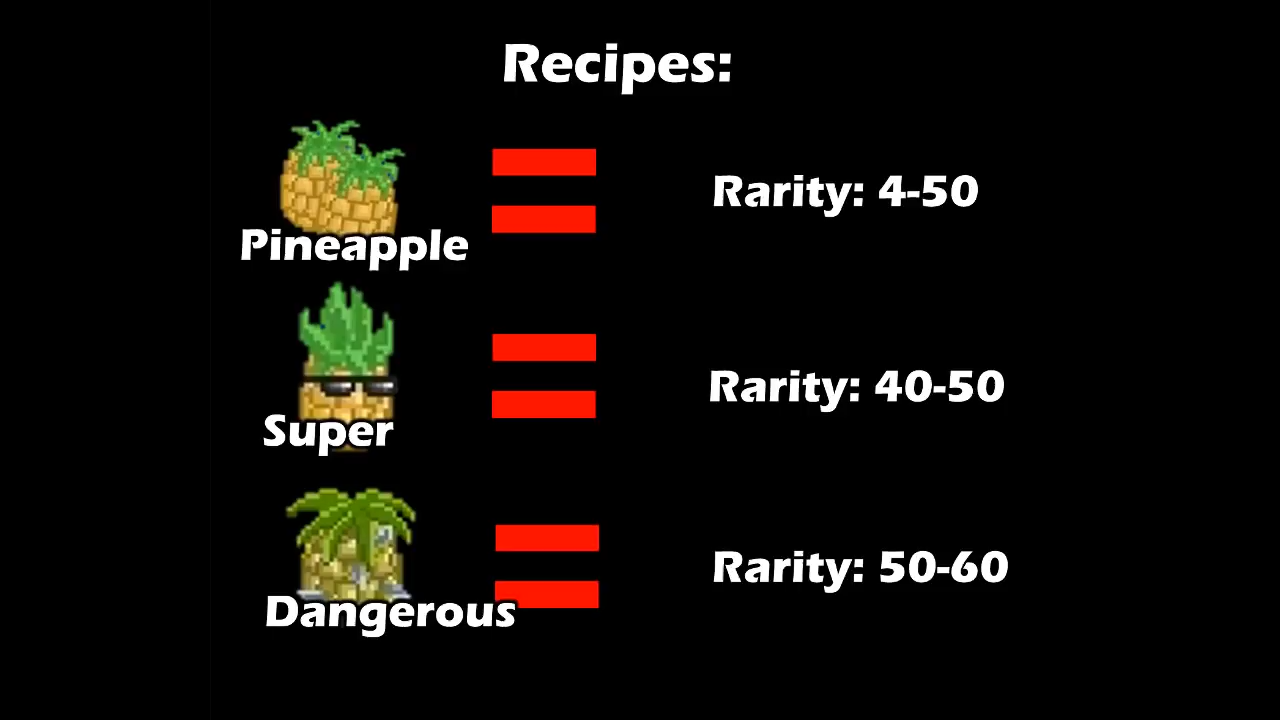 Recipes:
Pineapple
Rarity: 4-50
Super
Rarity: 40-50
Dangerous
Rarity: 50-60